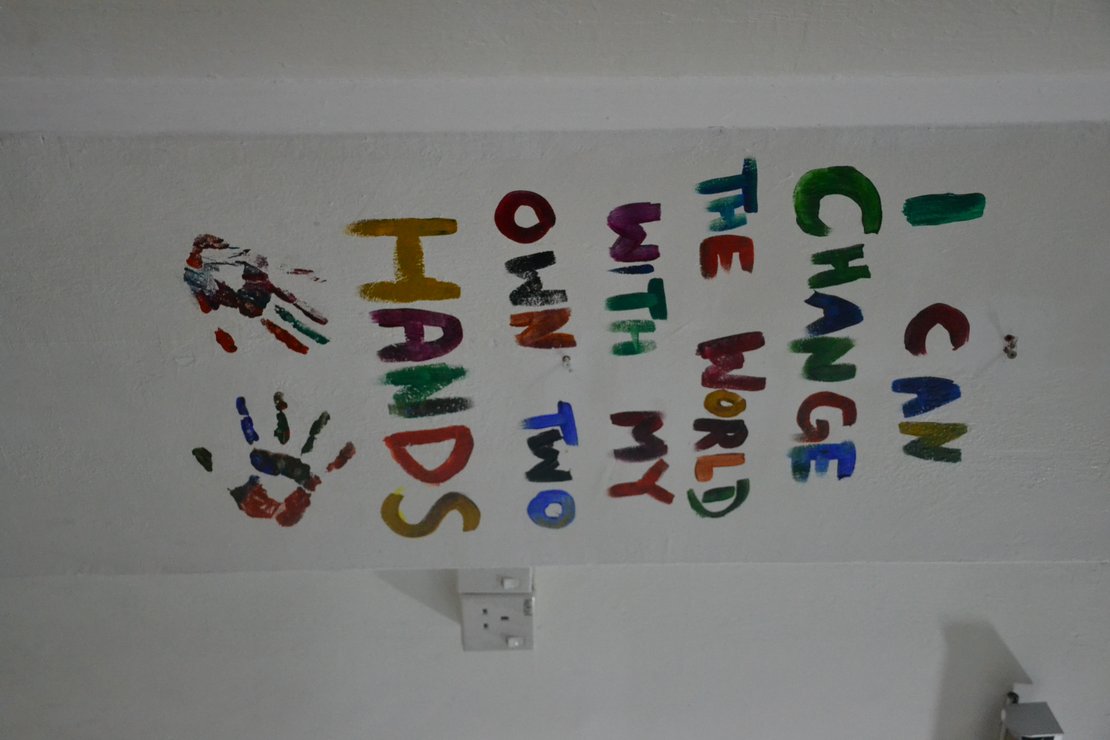 I CAN
CHANGE
THE WORLD
WITH MY
OWN TWO
HANDS